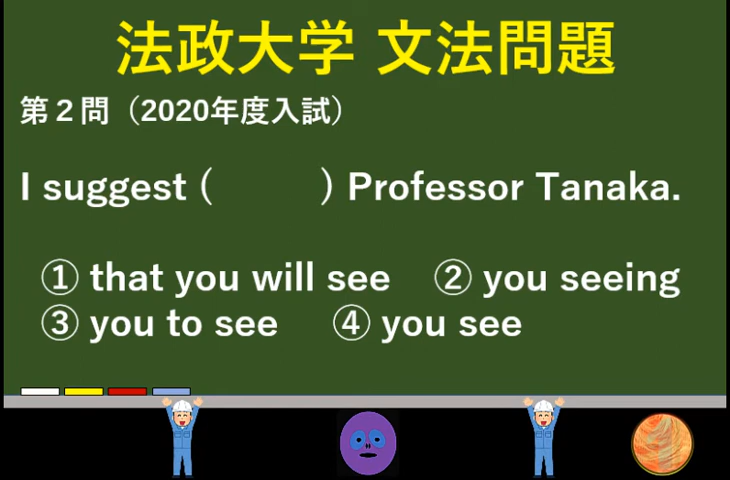 法政大学 文法問題
第２問（2020年度入試）
I suggest (　　　) Professor Tanaka.
① that you will see　② you seeing
③ you to see　④ you see